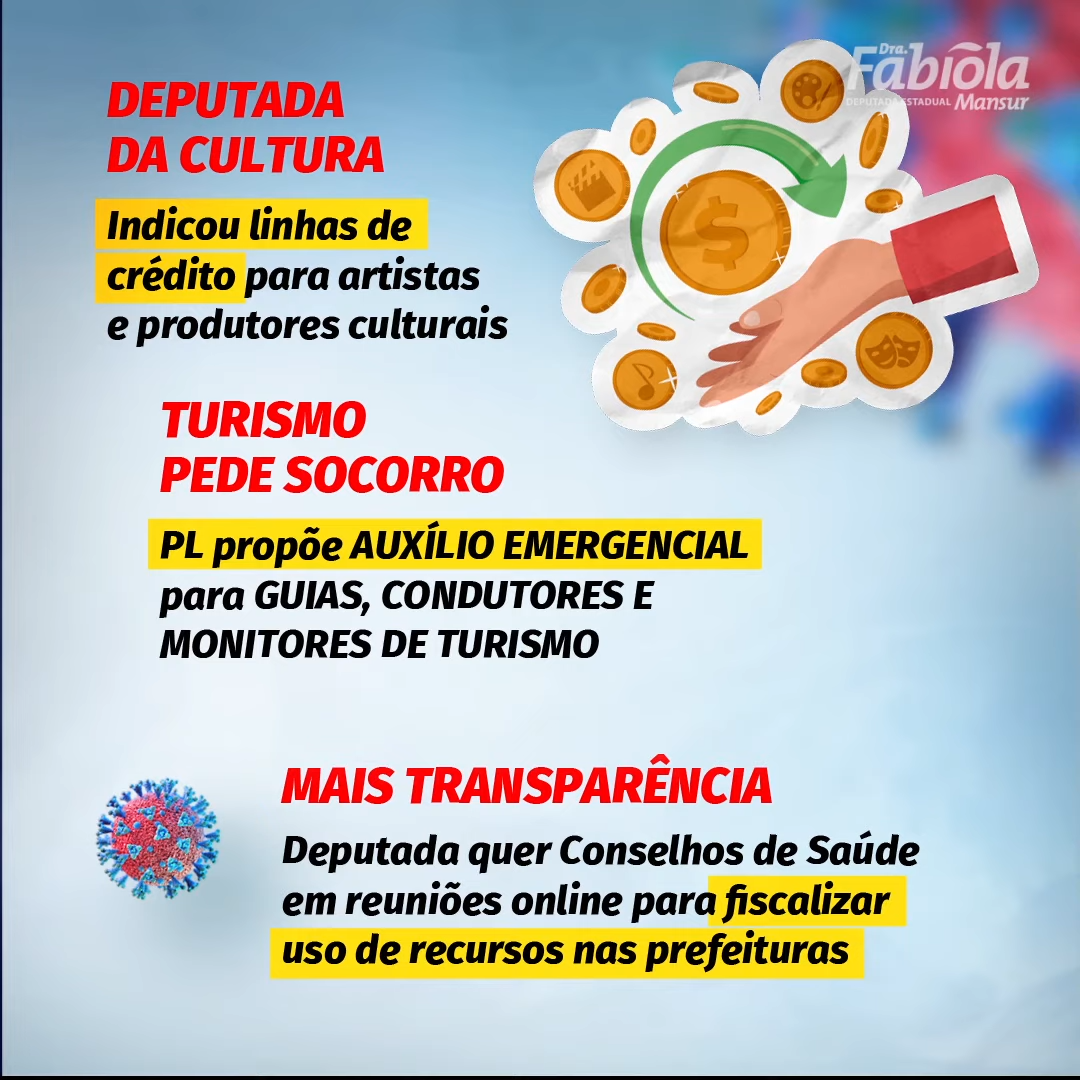 Dra.
Fabíola
DEPUTADA ESTADUAL Mansur
DEPUTADA
DA CULTURA
Indicou linhas de
crédito para artistas
e produtores culturais
TURISMO
PEDE SOCORRO
PL propõe AUXÍLIO EMERGENCIAL
para GUIAS, CONDUTORES E
MONITORES DE TURISMO
MAIS TRANSPARÊNCIA
Deputada quer Conselhos de Saúde
em reuniões online para fiscalizar
uso de recursos nas prefeituras